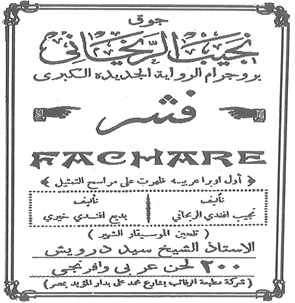 جوق
نجيب الريحاني
بروجرام الرواية الجديدة الكبرى
فشر
FACHARE
﴿ أول اوبرا عربيه ظهرت على مراسح التمثيل ﴾
تأليف
نجيب افندي الريحاني
تأليف
بديع افندي خيري
( تلحين الموسيقار الشهير )
الاستاذ الشيخ سيد درويش
٢٠٠ لحن عربي وافرنجي
( شركة مطبعة الرغائب بشارع محمد علي بدار المؤيد بمصر )